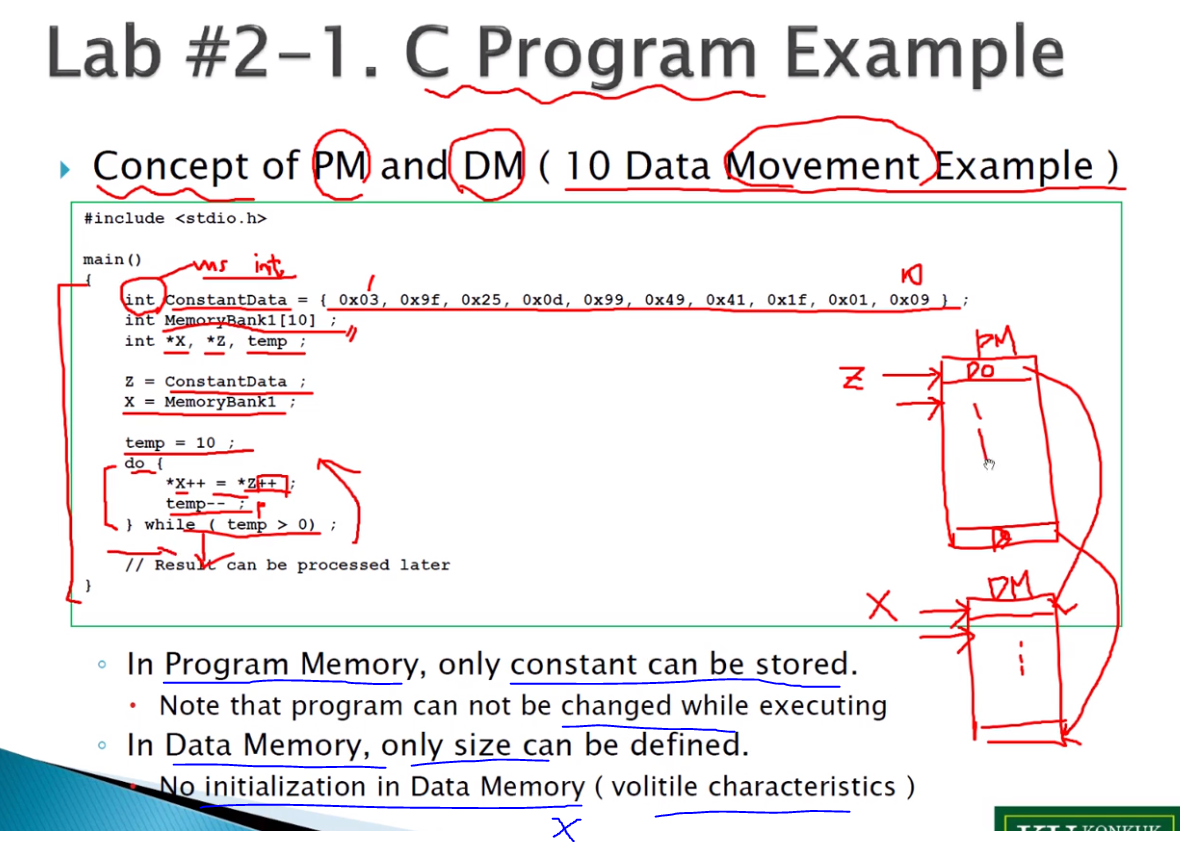 Lab #2-1. C Program Example
Concept of PM and DM ( 10 Data Movement Example )
#include <stdio.h>
main()
{
ms int
1
10
int ConstantData = { 0x03, 0x9f, 0x25, 0x0d, 0x99, 0x49, 0x41, 0x1f, 0x01, 0x09 } ;
int MemoryBank1[10] ;
int *X, *Z, temp ;
PM
Z
D0
Z = ConstantData ;
X = MemoryBank1 ;
temp = 10 ;
do {
*X++ = *Z++ ;
temp-- ;
} while ( temp > 0) ;
// Result can be processed later
}
DM
X
In Program Memory, only constant can be stored.
Note that program can not be changed while executing
In Data Memory, only size can be defined.
No initialization in Data Memory ( volitile characteristics )
X